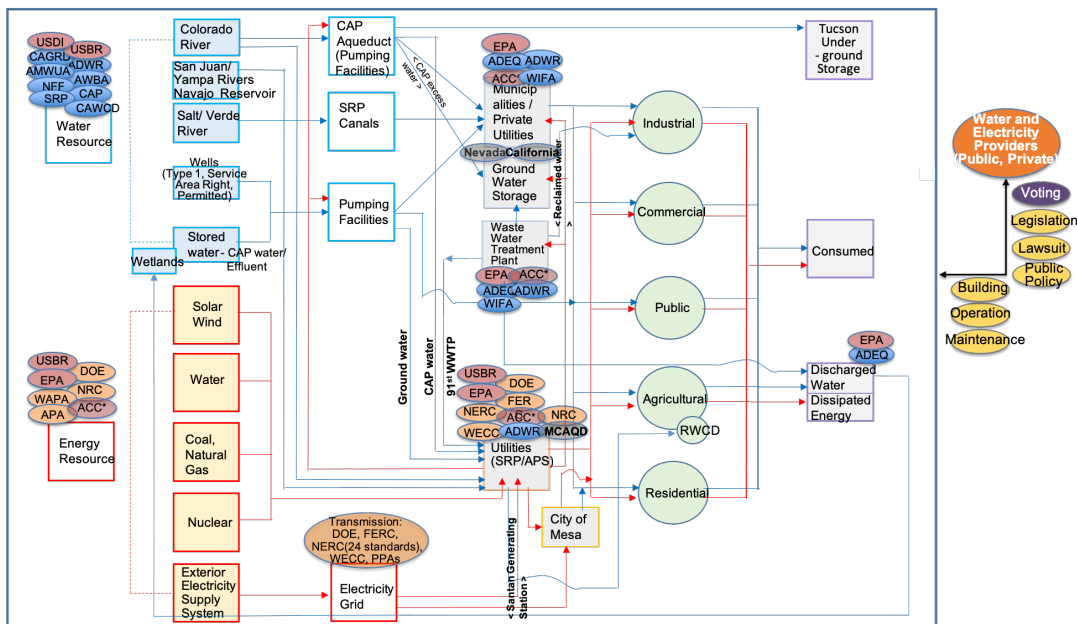 USDI
USBR
CAGRD
ADWR
AMWUA
AWBA
NFF
CAP
SRP
CAWCD
Water
Resource
Colorado
River
San Juan/
Yampa Rivers
Navajo Reservoir
Salt/ Verde
River
Wells
(Type 1, Service
Area Right,
Permitted)
Stored
water - CAP water/
Effluent
Wetlands
CAP
Aqueduct
(Pumping
Facilities)
SRP
Canals
Pumping
Facilities
< CAP excess
water >
EPA
ADEQ
ADWR
ACC*
WIFA
Municip
alities /
Private
Utilities
Nevada
California
Ground
Water
Storage
< Reclaimed water
>
Waste
Water
Treatment
Plant
EPA
ACC*
ADEQ
ADWR
WIFA
Tucson
Under
- ground
Storage
Industrial
Commercial
Public
Agricultural
RWCD
Residential
Consumed
EPA
ADEQ
Discharged
Water
Dissipated
Energy
Water and
Electricity
Providers
(Public, Private)
Voting
Legislation
Lawsuit
Public
Policy
Building
Operation
Maintenance
USBR
DOE
EPA
NRC
WAPA
ACC*
APA
Energy
Resource
Solar
Wind
Water
Coal,
Natural
Gas
Nuclear
Exterior
Electricity
Supply
System
Transmission:
DOE, FERC,
NERC(24 standards),
WECC, PPAs
Electricity
Grid
Ground water
CAP water
91st WWTP
USBR
DOE
EPA
FER
NERC
ACC*
NRC
WECC
ADWR
MCAQD
Utilities
(SRP/APS)
City of
Mesa
< Santan Generating
Station >